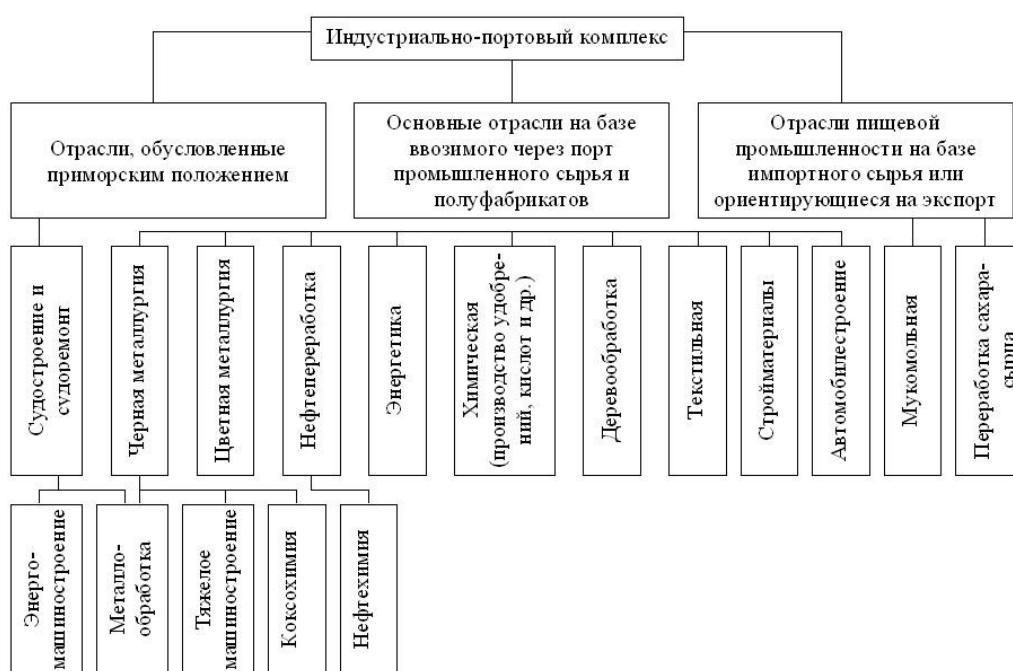 Индустриально-портовый комплекс
Отрасли, обусловленные
приморским положением
Основные отрасли на базе
ввозимого через порт
промышленного сырья и
полуфабрикатов
Отрасли пищевой
промышленности на базе
импортного сырья или
ориентирующиеся на экспорт
Судостроение и
судоремонт
Черная металлургия
Цветная металлургия
Нефтепереработка
Энергетика
Химическая
(производство удобре-
ний, кислот и др.)
Деревообработка
Текстильная
Стройматериалы
Автомобилестроение
Мукомольная
Переработка сахара-
сырца
Энерго-
машиностроение
Металло-
обработка
Тяжелое
машиностроение
Коксохимия
Нефтехимия